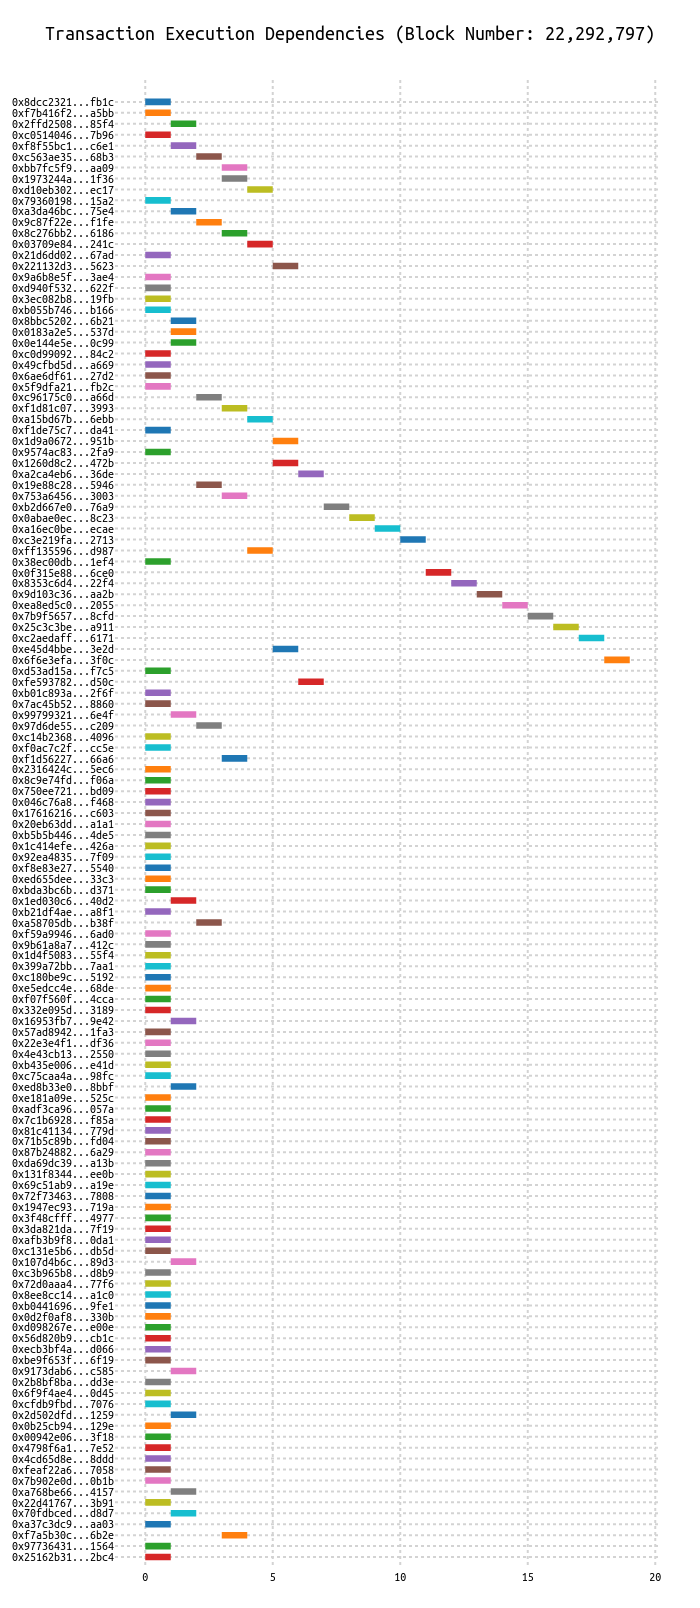 Transaction Execution Dependencies (Block Number: 22,292,797)
0x8dcc2321...fb1c
0xf7b416f2...a5bb
0x2ffd2508...85f4
0xc0514046...7b96
0xf8f55bc1...c6e1
0xc563ae35...68b3
0xbb7fc5f9...aa09
0x1973244a...1f36
0xd10eb302...ec17
0x79360198...15a2
0xa3da46bc...75e4
0x9c87f22e...f1fe
0x8c276bb2...6186
0x03709e84...241c
0x21d6dd02...67ad
0x221132d3...5623
0x9a6b8e5f...3ae4
0xd940f532...622f
0x3ec082b8...19fb
0xb055b746...b166
0x8bbc5202...6b21
0x0183a2e5...537d
0x0e144e5e...0c99
0xc0d99092...84c2
0x49cfbd5d...a669
0x6ae6df61...27d2
0x5f9dfa21...fb2c
0xc96175c0...a66d
0xf1d81c07...3993
0xa15bd67b...6ebb
0xf1de75c7...da41
0x1d9a0672...951b
0x9574ac83...2fa9
0x1260d8c2...472b
0xa2ca4eb6...36de
0x19e88c28...5946
0x753a6456...3003
0xb2d667e0...76a9
0x0abae0ec...8c23
0xa16ec0be...ecae
0xc3e219fa...2713
0xff135596...d987
0x38ec00db...1ef4
0x0f315e88...6ce0
0x8353c6d4...22f4
0x9d103c36...aa2b
0xea8ed5c0...2055
0x7b9f5657...8cfd
0x25c3c3be...a911
0xc2aedaff...6171
0xe45d4bbe...3e2d
0x6f6e3efa...3f0c
0xd53ad15a...f7c5
0xfe593782...d50c
0xb01c893a...2f6f
0x7ac45b52...8860
0x99799321...6e4f
0x97d6de55...c209
0xc14b2368...4096
0xf0ac7c2f...cc5e
0xf1d56227...66a6
0x2316424c...5ec6
0x8c9e74fd...f06a
0x750ee721...bd09
0x046c76a8...f468
0x17616216...c603
0x20eb63dd...a1a1
0xb5b5b446...4de5
0x1c414efe...426a
0x92ea4835...7f09
0xf8e83e27...5540
0xed655dee...33c3
0xbda3bc6b...d371
0x1ed030c6...40d2
0xb21df4ae...a8f1
0xa58705db...b38f
0xf59a9946...6ad0
0x9b61a8a7...412c
0x1d4f5083...55f4
0x399a72bb...7aa1
0xc180be9c...5192
0xe5edcc4e...68de
0xf07f560f...4cca
0x332e095d...3189
0x16953fb7...9e42
0x57ad8942...1fa3
0x22e3e4f1...df36
0x4e43cb13...2550
0xb435e006...e41d
0xc75caa4a...98fc
0xed8b33e0...8bbf
0xe181a09e...525c
0xadf3ca96...057a
0x7c1b6928...f85a
0x81c41134...779d
0x71b5c89b...fd04
0x87b24882...6a29
0xda69dc39...a13b
0x131f8344...ee0b
0x69c51ab9...a19e
0x72f73463...7808
0x1947ec93...719a
0x3f48cfff...4977
0x3da821da...7f19
0xafb3b9f8...0da1
0xc131e5b6...db5d
0x107d4b6c...89d3
0xc3b965b8...d8b9
0x72d0aaa4...77f6
0x8ee8cc14...a1c0
0xb0441696...9fe1
0x0d2f0af8...330b
0xd098267e...e00e
0x56d820b9...cb1c
0xecb3bf4a...d066
0xbe9f653f...6f19
0x9173dab6...c585
0x2b8bf8ba...dd3e
0x6f9f4ae4...0d45
0xcfdb9fbd...7076
0x2d502dfd...1259
0x0b25cb94...129e
0x00942e06...3f18
0x4798f6a1...7e52
0x4cd65d8e...8ddd
0xfeaf22a6...7058
0x7b902e0d...0b1b
0xa768be66...4157
0x22d41767...3b91
0x70fdbced...d8d7
0xa37c3dc9...aa03
0xf7a5b30c...6b2e
0x97736431...1564
0x25162b31...2bc4
0 5 10 15 20